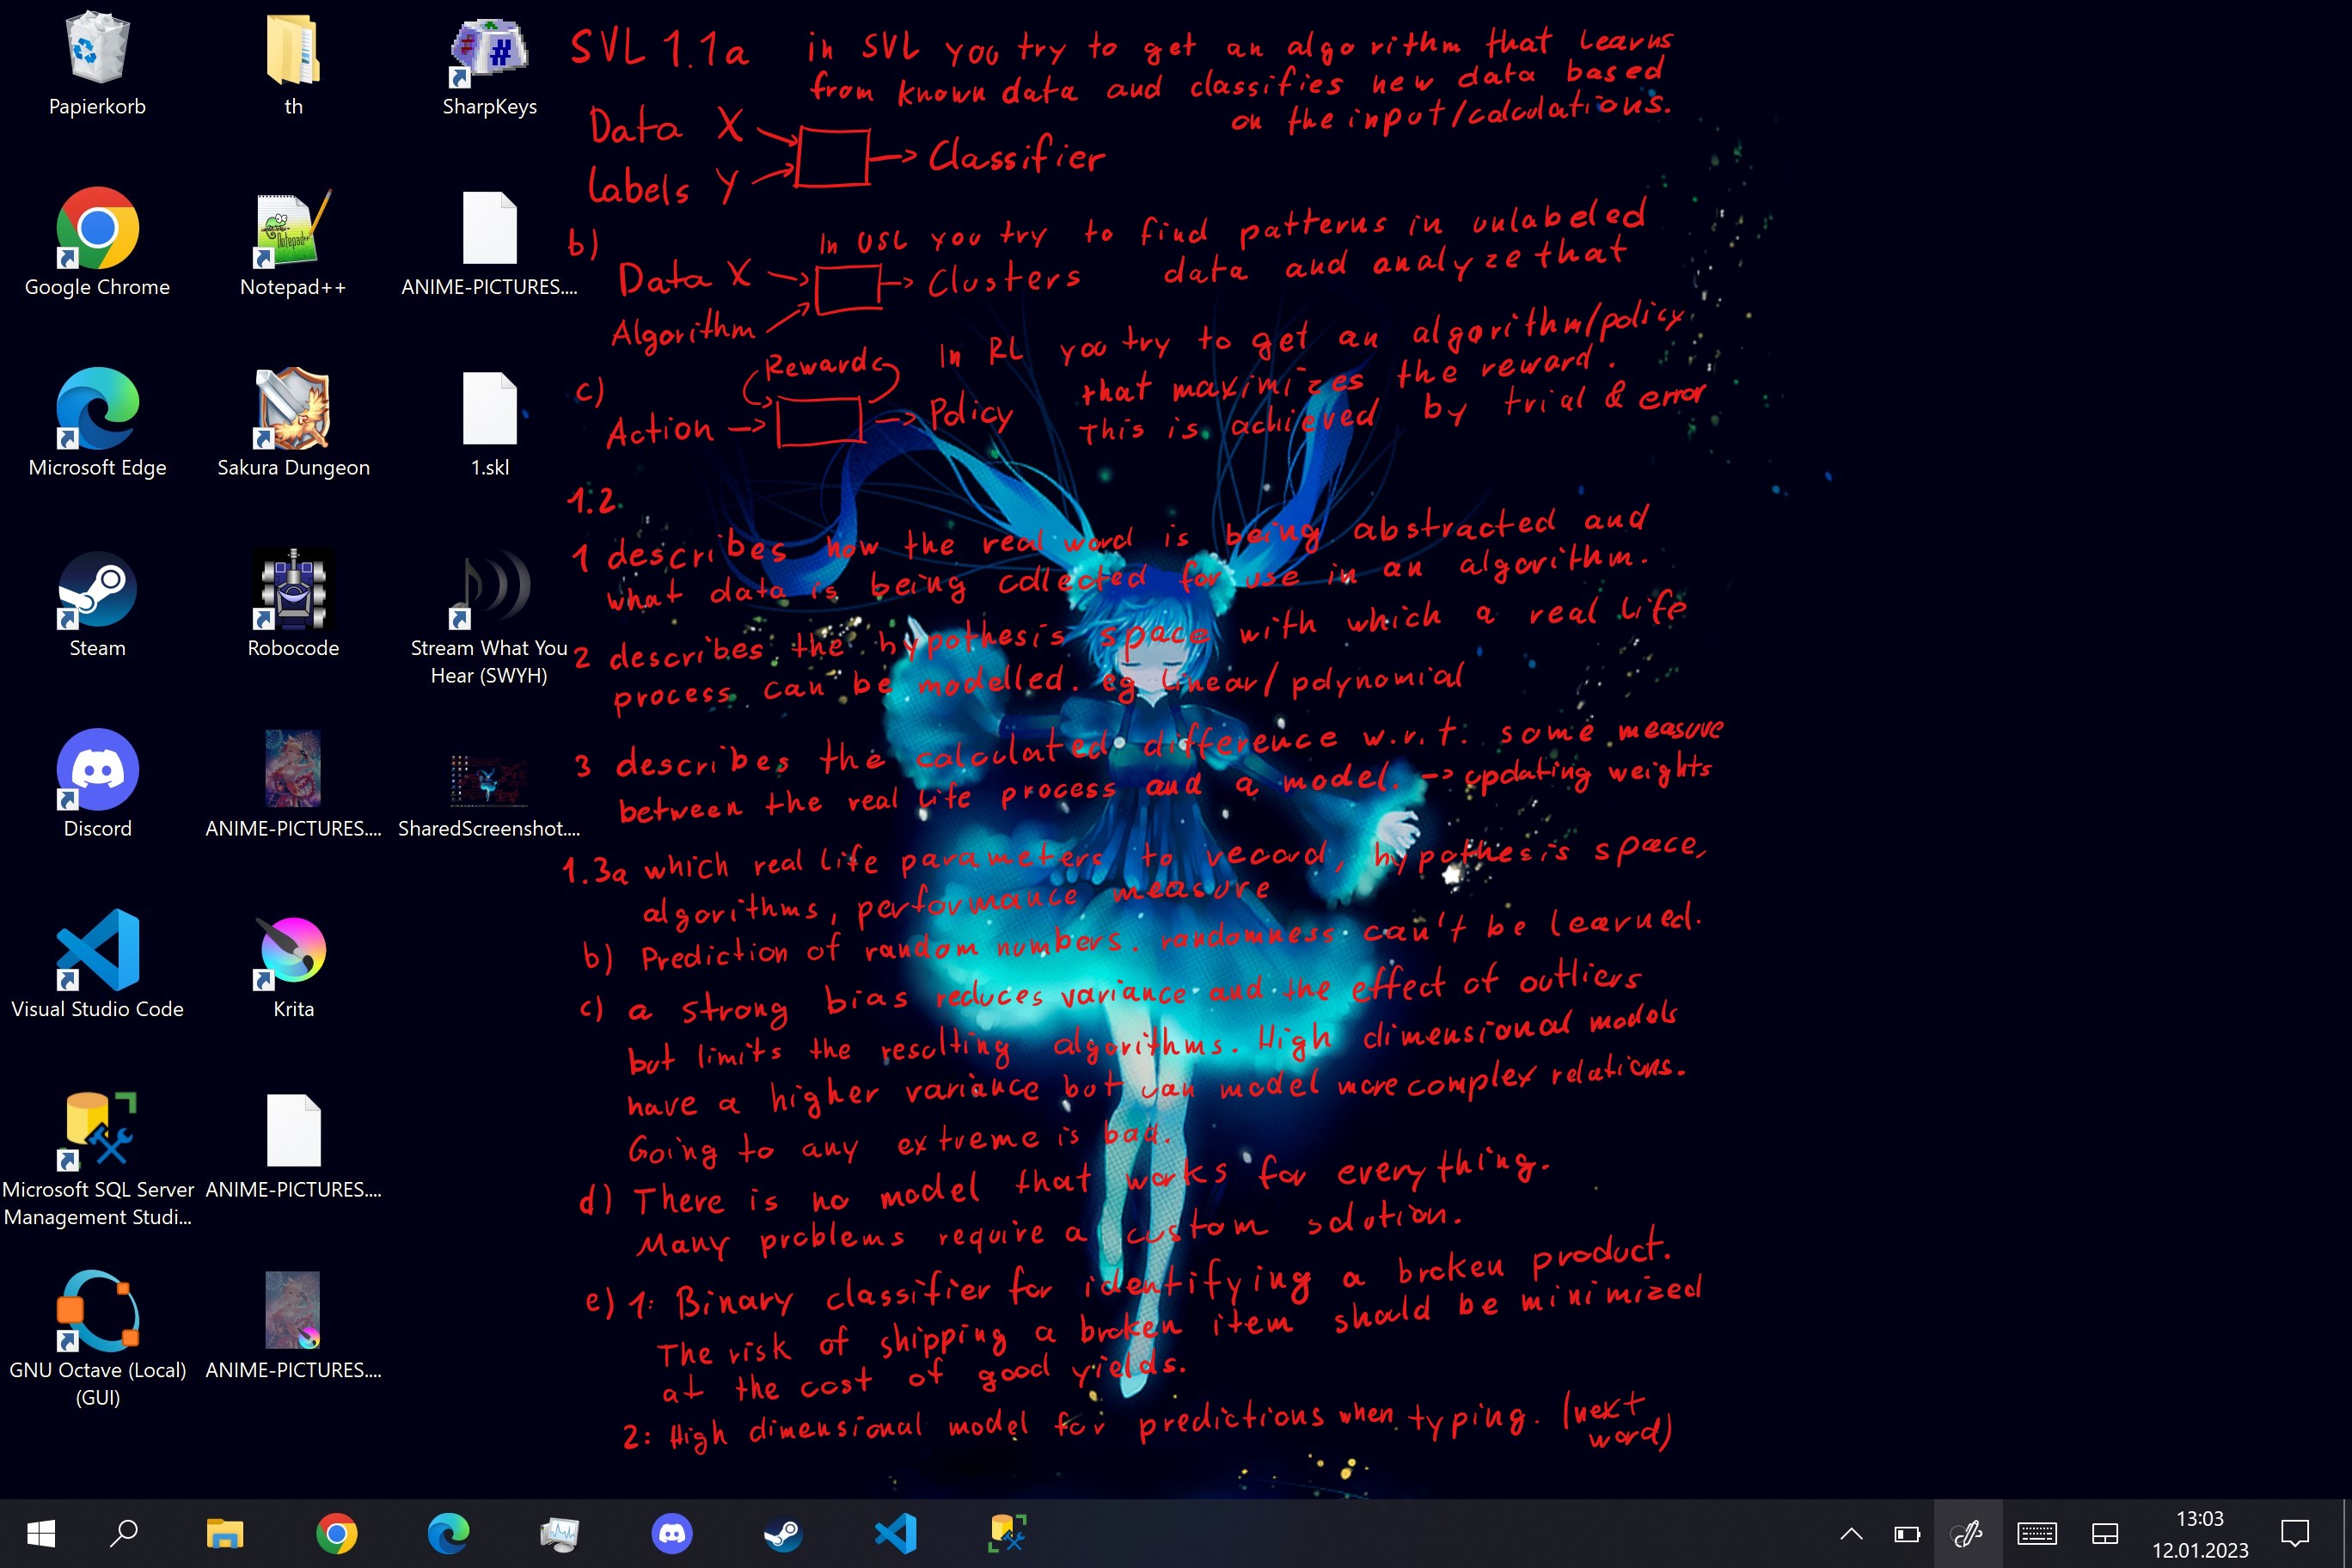 Papierkorb
th
SharpKeys
Google Chrome
Notepad++
ANIME-PICTURES....
Microsoft Edge
Sakura Dungeon
1.skl
Steam
Robocode
Stream What You
Hear (SWYH)
Discord
ANIME-PICTURES....
SharedScreenshot....
Visual Studio Code
Krita
Microsoft SQL Server
Management Studi...
ANIME-PICTURES....
GNU Octave (Local)
(GUI)
ANIME-PICTURES....
SVL 1.1a
in SVL you try to get an algorithm that learns
from known data and classifies new data based
on the input/calculations.
Data X
Labels Y
Classifier
b)
In USL you try to find patterns in unlabeled
data and analyze that
Data X
Algorithm
Clusters
c)
Rewards
Action
Policy
In RL you try to get an algorithm/policy
that maximizes the reward.
This is achieved by trial & error
1.2
1 describes how the real word is being abstracted and
what data is being collected for use in an algorithm.
2 describes the hypothesis space with which a real life
process can be modelled. eg linear/polynomial
3 describes the calculated difference w.r.t. some measure
between the real life process and a model. -> updating weights
1.3a which real life parameters to record, hypothesis space,
algorithms, performance measure
b) Prediction of random numbers. randomness can't be learned.
c) a strong bias reduces variance and the effect of outliers
but limits the resulting algorithms. High dimensional models
have a higher variance but can model more complex relations.
Going to any extreme is bad.
d) There is no model that works for everything.
Many problems require a custom solution.
e) 1: Binary classifier for identifying a broken product.
The risk of shipping a broken item should be minimized
at the cost of good yields.
2: High dimensional model for predictions when typing. (next
word)
13:03
12.01.2023